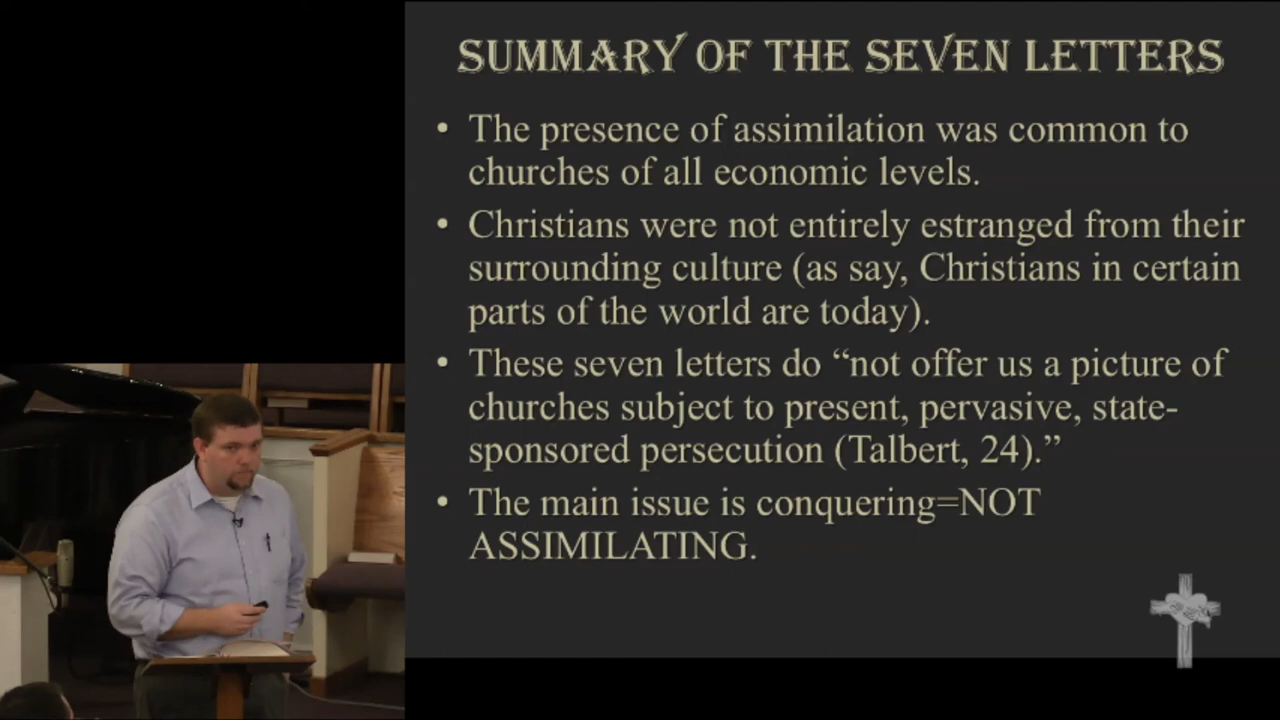 SUMMARY OF THE SEVEN LETTERS
• The presence of assimilation was common to
churches of all economic levels.
• Christians were not entirely estranged from their
surrounding culture (as say, Christians in certain
parts of the world are today).
• These seven letters do “not offer us a picture of
churches subject to present, pervasive, state-
sponsored persecution (Talbert, 24).”
• The main issue is conquering=NOT
ASSIMILATING.